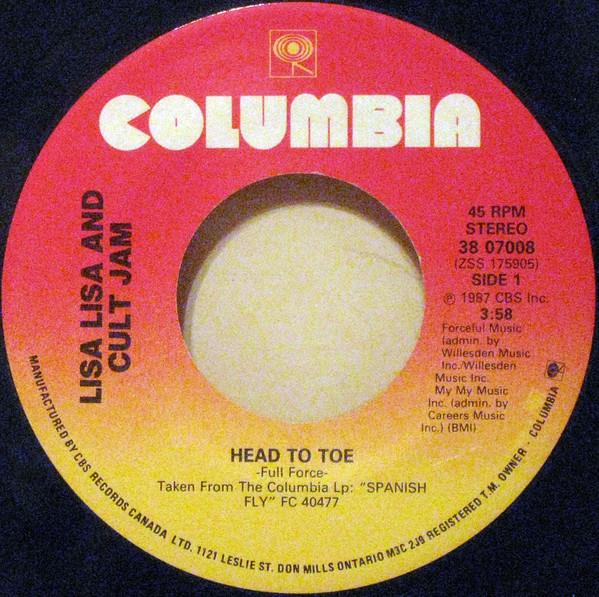 COLUMBIA
LISA LISA AND
CULT JAM
45 RPM
STEREO
38 07008
(ZSS 175905)
SIDE 1
℗ 1987 CBS Inc.
3:58
Forceful Music
(admin. by
Willesden Music
Inc./Willesden
Music Inc.
My My Music
Inc. (admin. by
Careers Music
Inc.) (BMI)
HEAD TO TOE
-Full Force-
Taken From The Columbia Lp: "SPANISH
FLY" FC 40477
MANUFACTURED BY CBS RECORDS CANADA LTD. 1121 LESLIE ST. DON MILLS ONTARIO M3C 2J9 REGISTERED T.M. OWNER - COLUMBIA